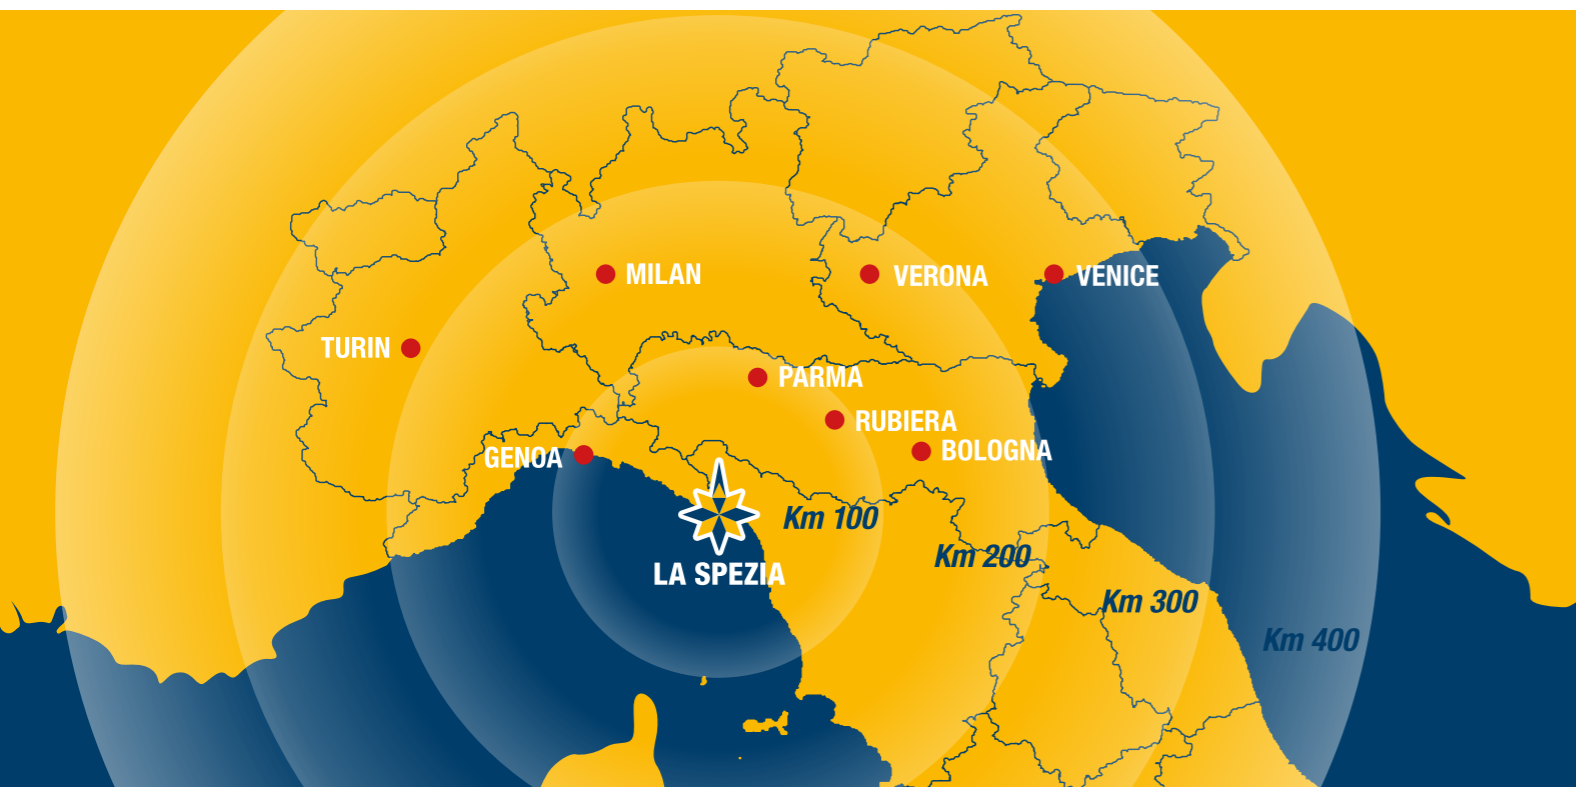 MILAN
VERONA
VENICE
TURIN
PARMA
RUBIERA
BOLOGNA
GENOA
Km 100
Km 200
LA SPEZIA
Km 300
Km 400